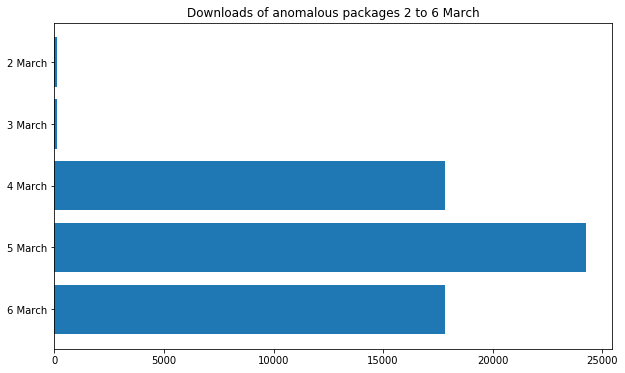 Downloads of anomalous packages 2 to 6 March
2 March
3 March
4 March
5 March
6 March
0 5000 10000 15000 20000 25000